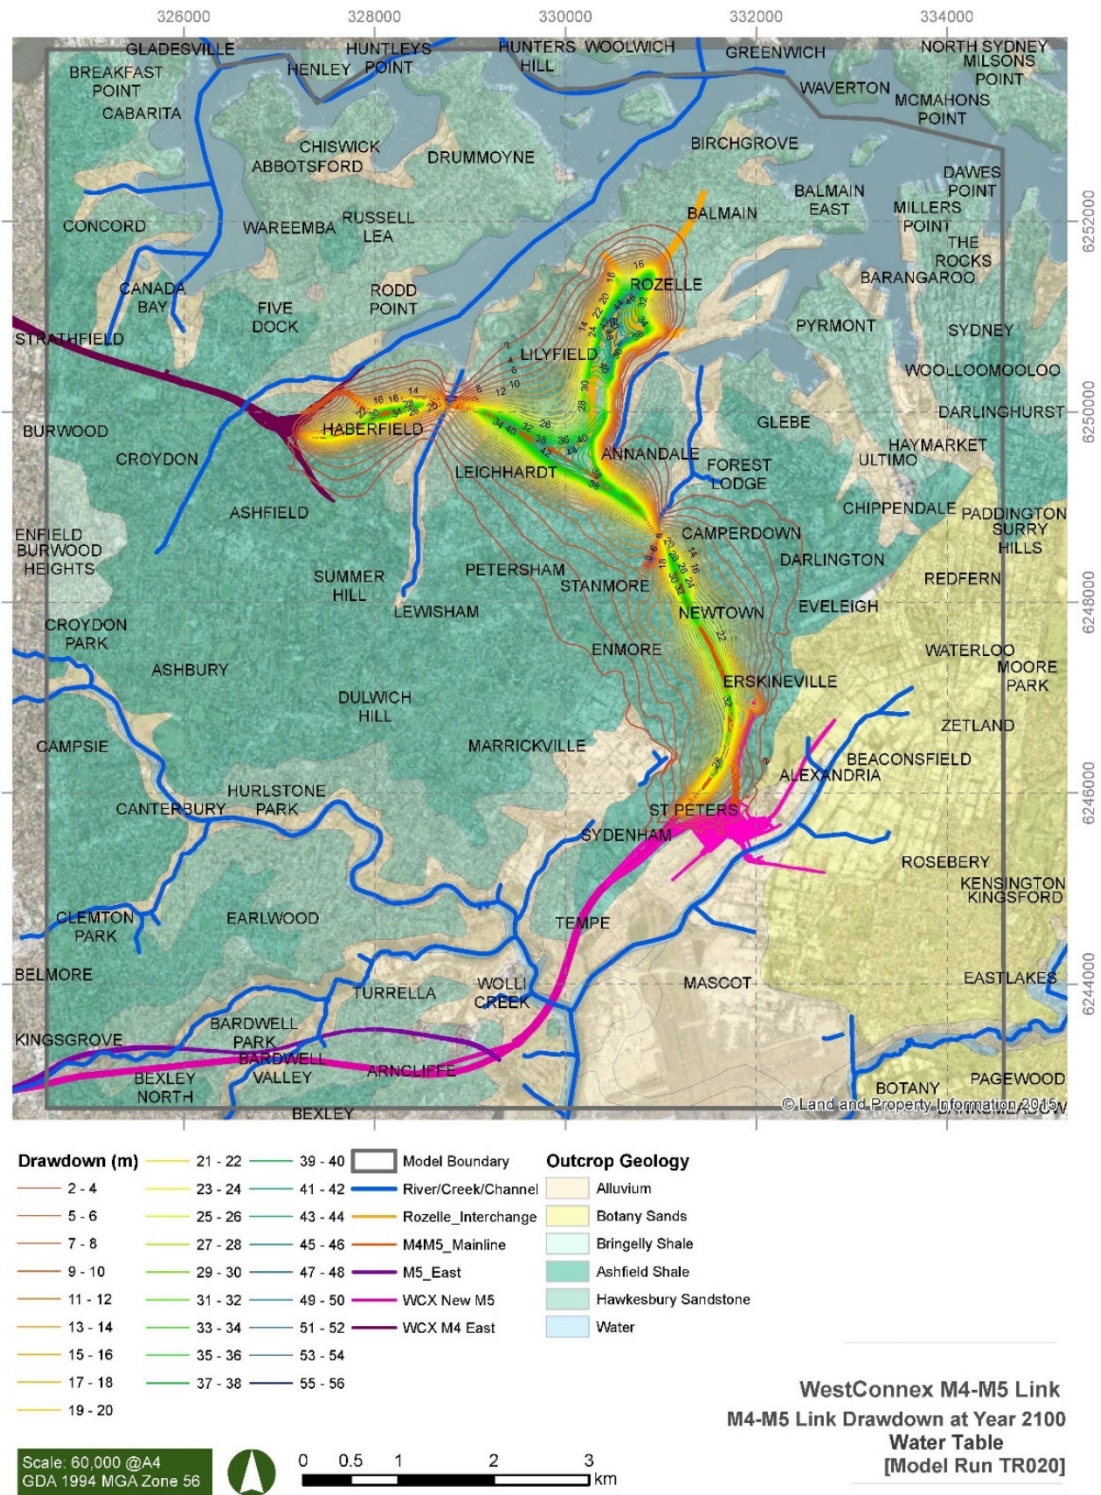 326000
328000
330000
332000
334000
GLADESVILLE
HUNTLEYS
POINT
HUNTERS
HILL
WOOLWICH
GREENWICH
NORTH SYDNEY
MILSONS
POINT
BREAKFAST
POINT
HENLEY
WAVERTON
CABARITA
MCMAHONS
POINT
CHISWICK
ABBOTSFORD
DRUMMOYNE
BIRCHGROVE
DAWES
POINT
BALMAIN
EAST
CONCORD
WAREEMBA
RUSSELL
LEA
BALMAIN
MILLERS
POINT
6252000
THE
ROCKS
CANADA
BAY
RODD
POINT
ROZELLE
BARANGAROO
FIVE
DOCK
STRATHFIELD
LILYFIELD
PYRMONT
SYDNEY
WOOLLOOMOOLOO
BURWOOD
HABERFIELD
GLEBE
DARLINGHURST
6250000
CROYDON
LEICHHARDT
ANNANDALE
FOREST
LODGE
HAYMARKET
ULTIMO
ASHFIELD
CHIPPENDALE
PADDINGTON
SURRY
HILLS
ENFIELD
BURWOOD
HEIGHTS
CAMPERDOWN
DARLINGTON
SUMMER
HILL
PETERSHAM
STANMORE
REDFERN
LEWISHAM
NEWTOWN
EVELEIGH
6248000
CROYDON
PARK
ENMORE
WATERLOO
MOORE
PARK
ASHBURY
ERSKINEVILLE
DULWICH
HILL
ZETLAND
CAMPSIE
MARRICKVILLE
BEACONSFIELD
ALEXANDRIA
CANTERBURY
HURLSTONE
PARK
ST PETERS
6246000
SYDENHAM
ROSEBERY
KENSINGTON
KINGSFORD
CLEMTON
PARK
EARLWOOD
TEMPE
BELMORE
TURRELLA
WOLLI
CREEK
MASCOT
EASTLAKES
6244000
KINGSGROVE
BARDWELL
PARK
BARDWELL
VALLEY
ARNCLIFFE
BEXLEY
NORTH
BEXLEY
BOTANY
PAGEWOOD
BANKSMEADOW
© Land and Property Information 2015
Drawdown (m)
2 - 4
5 - 6
7 - 8
9 - 10
11 - 12
13 - 14
15 - 16
17 - 18
19 - 20
21 - 22
23 - 24
25 - 26
27 - 28
29 - 30
31 - 32
33 - 34
35 - 36
37 - 38
39 - 40
41 - 42
43 - 44
45 - 46
47 - 48
49 - 50
51 - 52
53 - 54
55 - 56
Model Boundary
River/Creek/Channel
Rozelle_Interchange
M4M5_Mainline
M5_East
WCX New M5
WCX M4 East
Outcrop Geology
Alluvium
Botany Sands
Bringelly Shale
Ashfield Shale
Hawkesbury Sandstone
Water
WestConnex M4-M5 Link
M4-M5 Link Drawdown at Year 2100
Water Table
[Model Run TR020]
Scale: 60,000 @A4
GDA 1994 MGA Zone 56
0 0.5 1 2 3
km